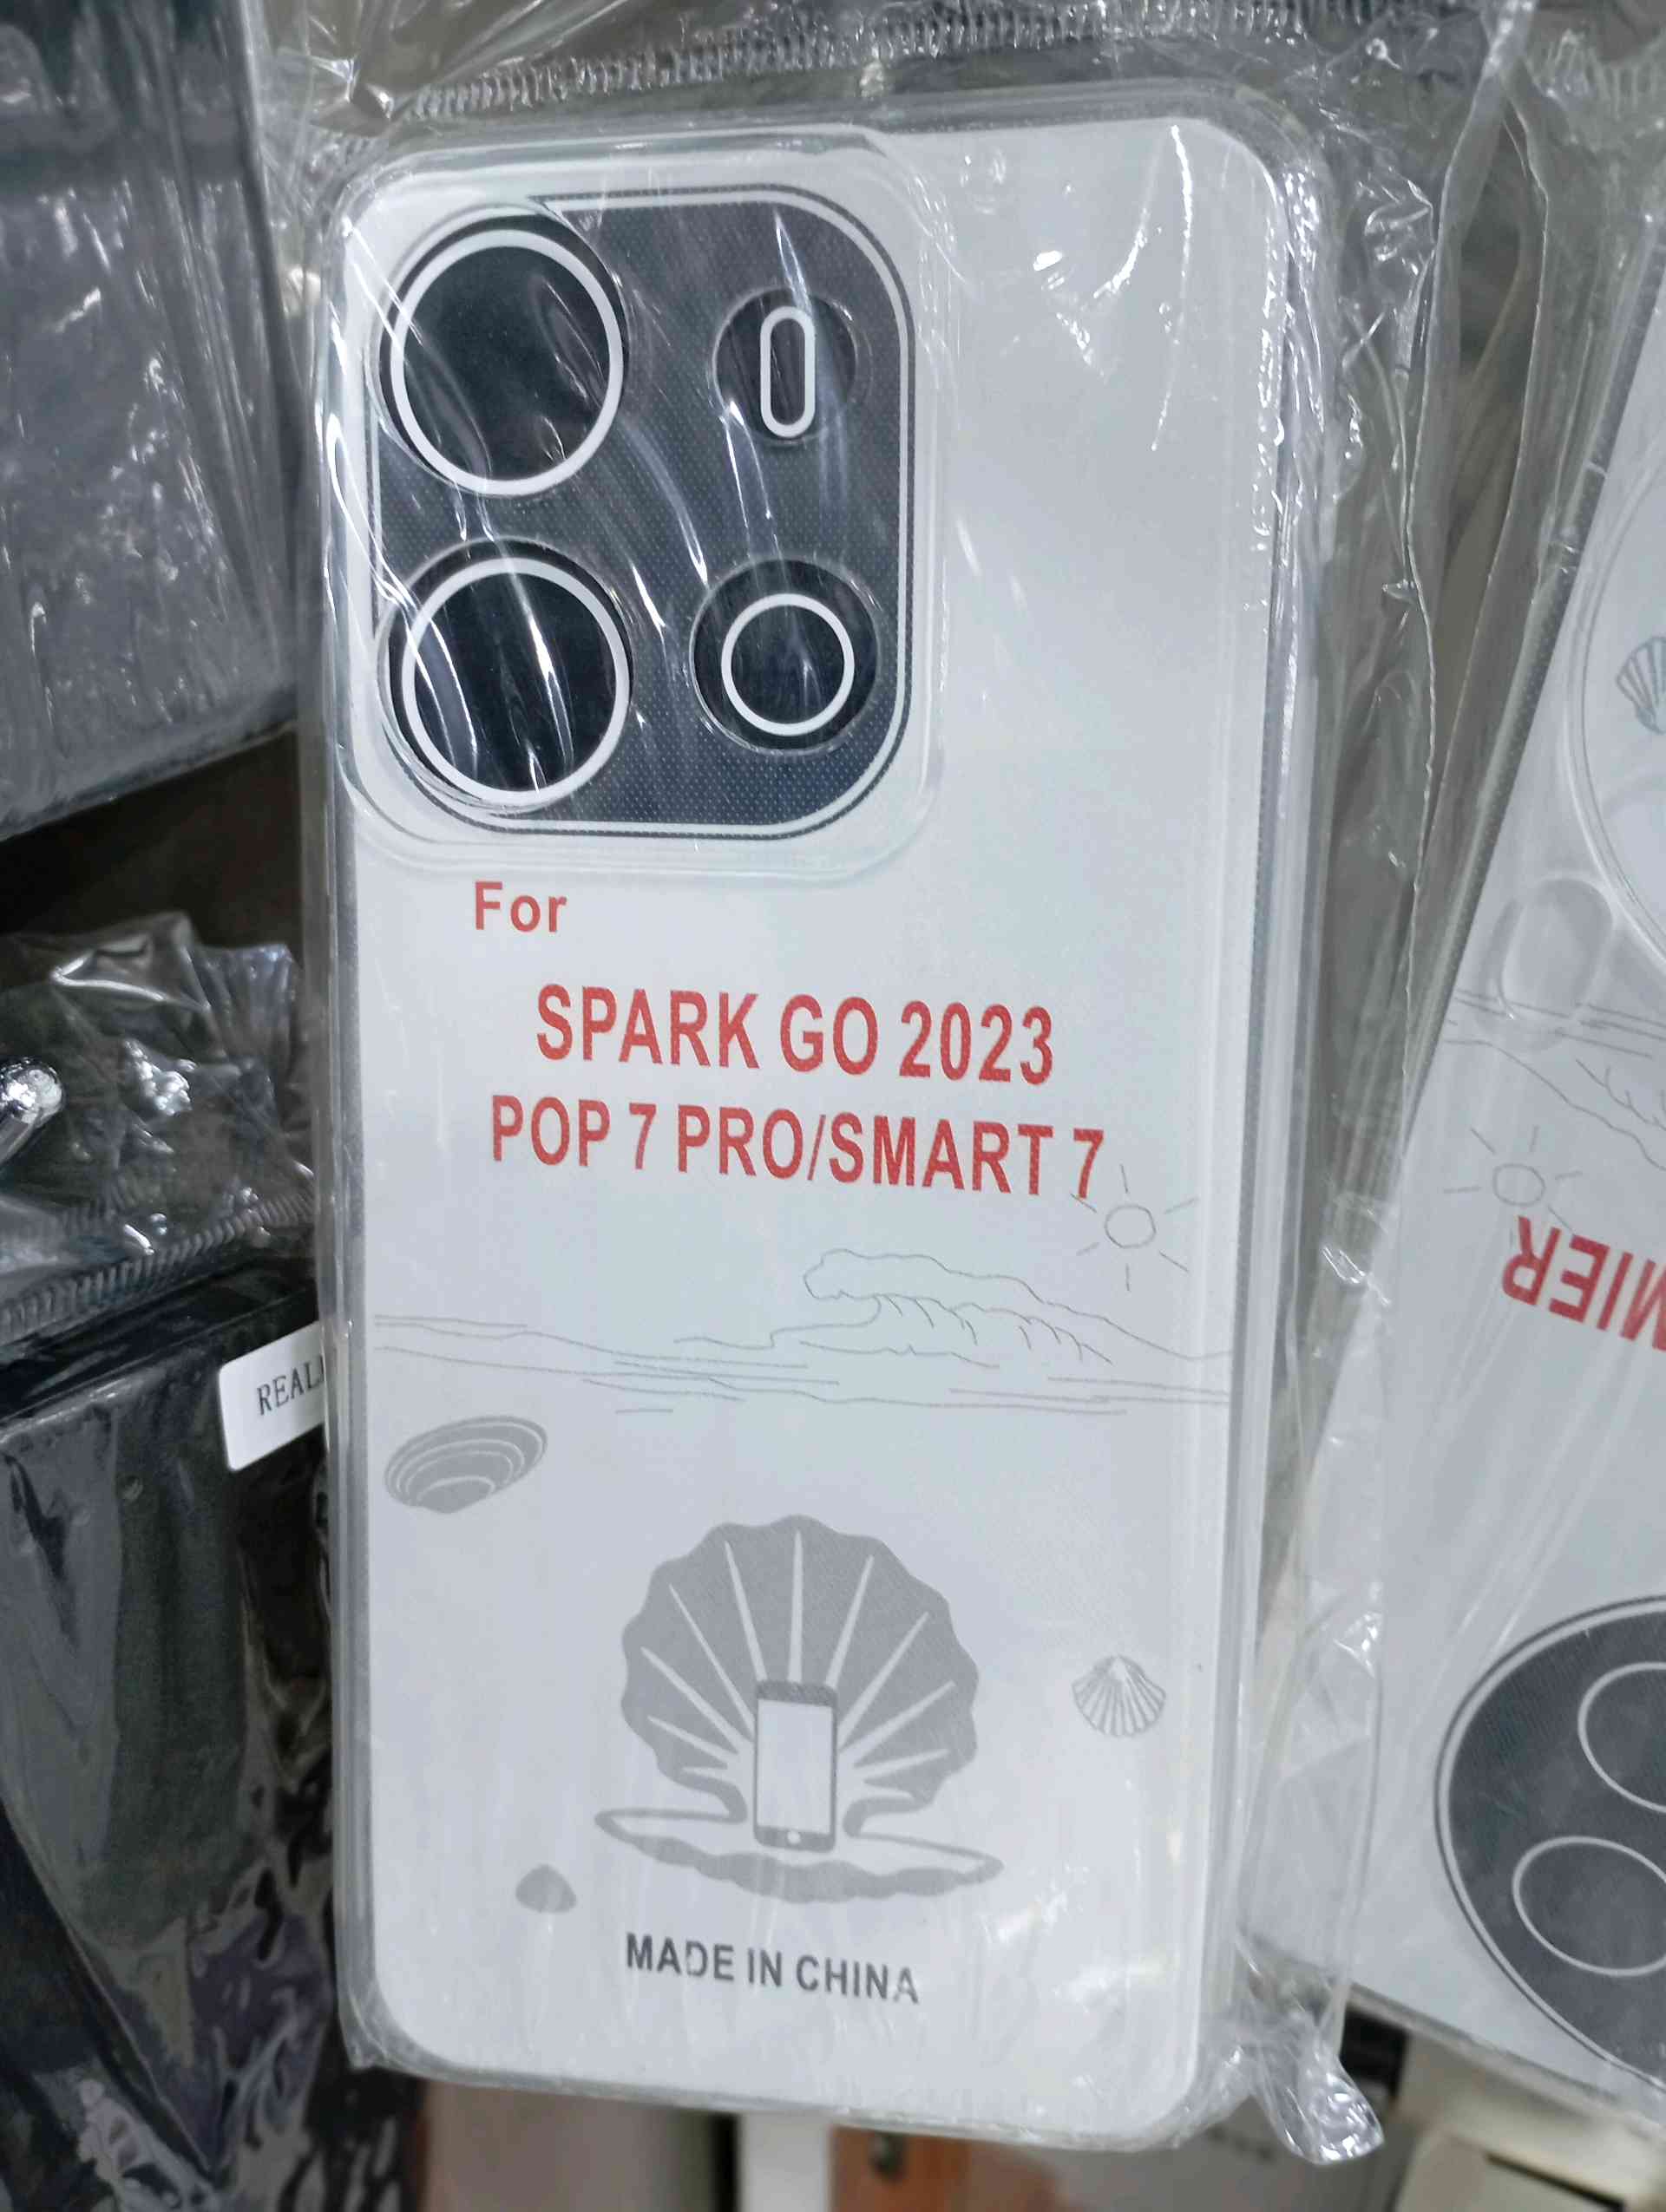 For
SPARK GO 2023
POP 7 PRO/SMART 7
MADE IN CHINA